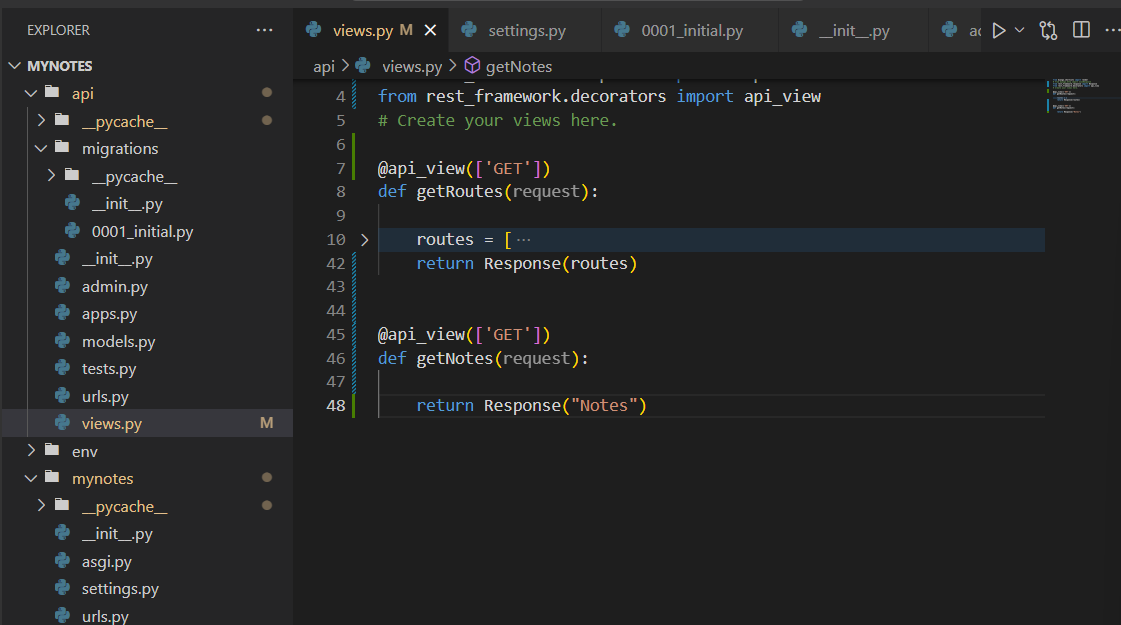 EXPLORER
MYNOTES
api
__pycache__
migrations
__pycache__
__init__.py
0001_initial.py
__init__.py
admin.py
apps.py
models.py
tests.py
urls.py
views.py M
env
mynotes
__pycache__
__init__.py
asgi.py
settings.py
urls.py
views.py M settings.py 0001_initial.py __init__.py
api > views.py > getNotes
4 from rest_framework.decorators import api_view
5 # Create your views here.
6
7 @api_view(['GET'])
8 def getRoutes(request):
9
10 routes = [ ···
42 return Response(routes)
43
44
45 @api_view(['GET'])
46 def getNotes(request):
47
48 return Response("Notes")